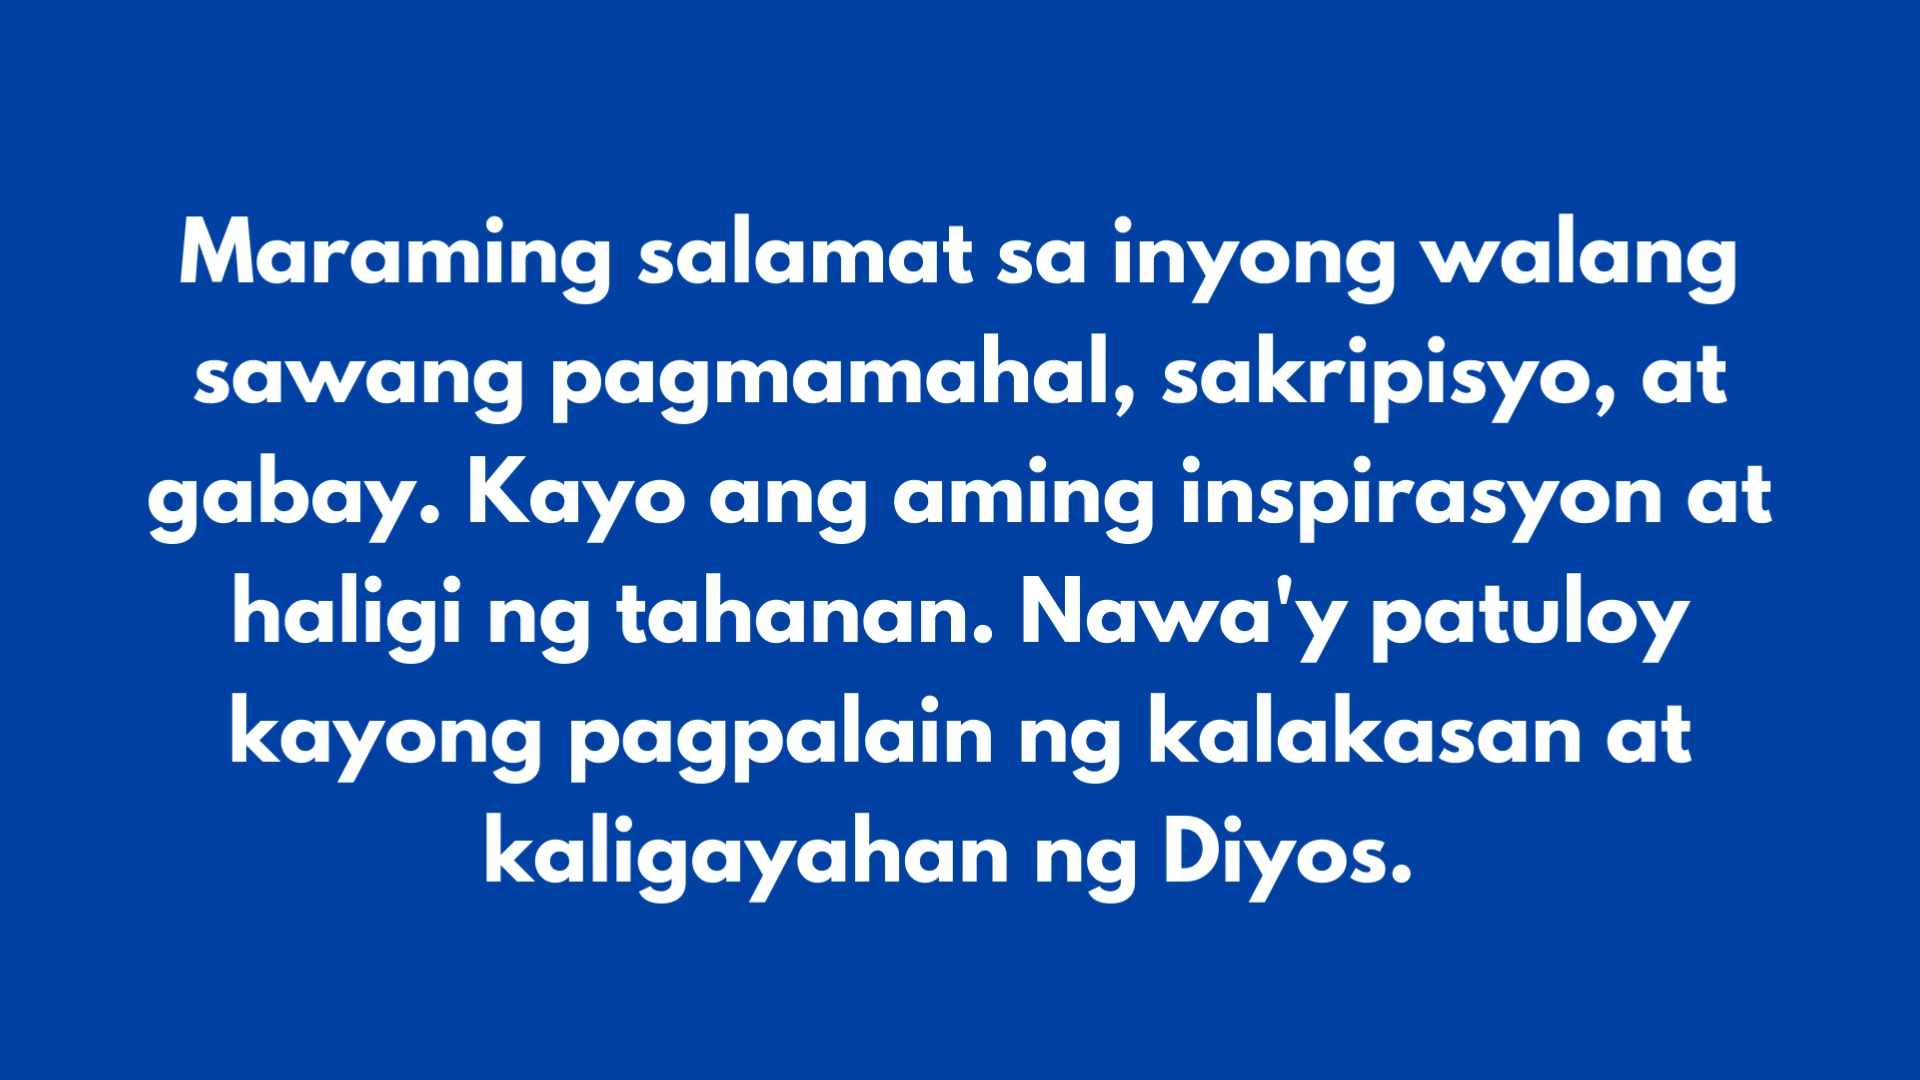 Maraming salamat sa inyong walang
sawang pagmamahal, sakripisyo, at
gabay. Kayo ang aming inspirasyon at
haligi ng tahanan. Nawa'y patuloy
kayong pagpalain ng kalakasan at
kaligayahan ng Diyos.